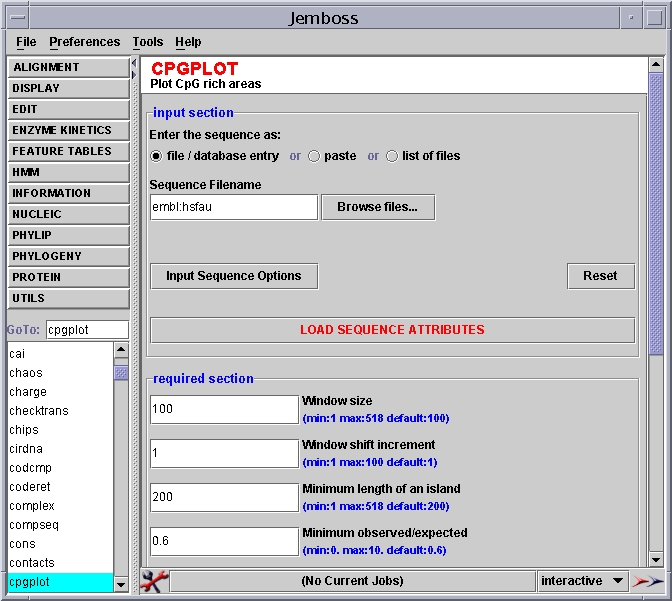 Jemboss
File Preferences Tools Help
ALIGNMENT
DISPLAY
EDIT
ENZYME KINETICS
FEATURE TABLES
HMM
INFORMATION
NUCLEIC
PHYLIP
PHYLOGENY
PROTEIN
UTILS
GoTo: cpgplot
cai
chaos
charge
checktrans
chips
cirdna
codcmp
coderet
complex
compseq
cons
contacts
cpgplot
CPGPLOT
Plot CpG rich areas
input section
Enter the sequence as:
file / database entry or paste or list of files
Sequence Filename
embl:hsfau Browse files...
Input Sequence Options Reset
LOAD SEQUENCE ATTRIBUTES
required section
100 Window size
(min:1 max:518 default:100)
1 Window shift increment
(min:1 max:100 default:1)
200 Minimum length of an island
(min:1 max:518 default:200)
0.6 Minimum observed/expected
(min:0. max:10. default:0.6)
(No Current Jobs) interactive